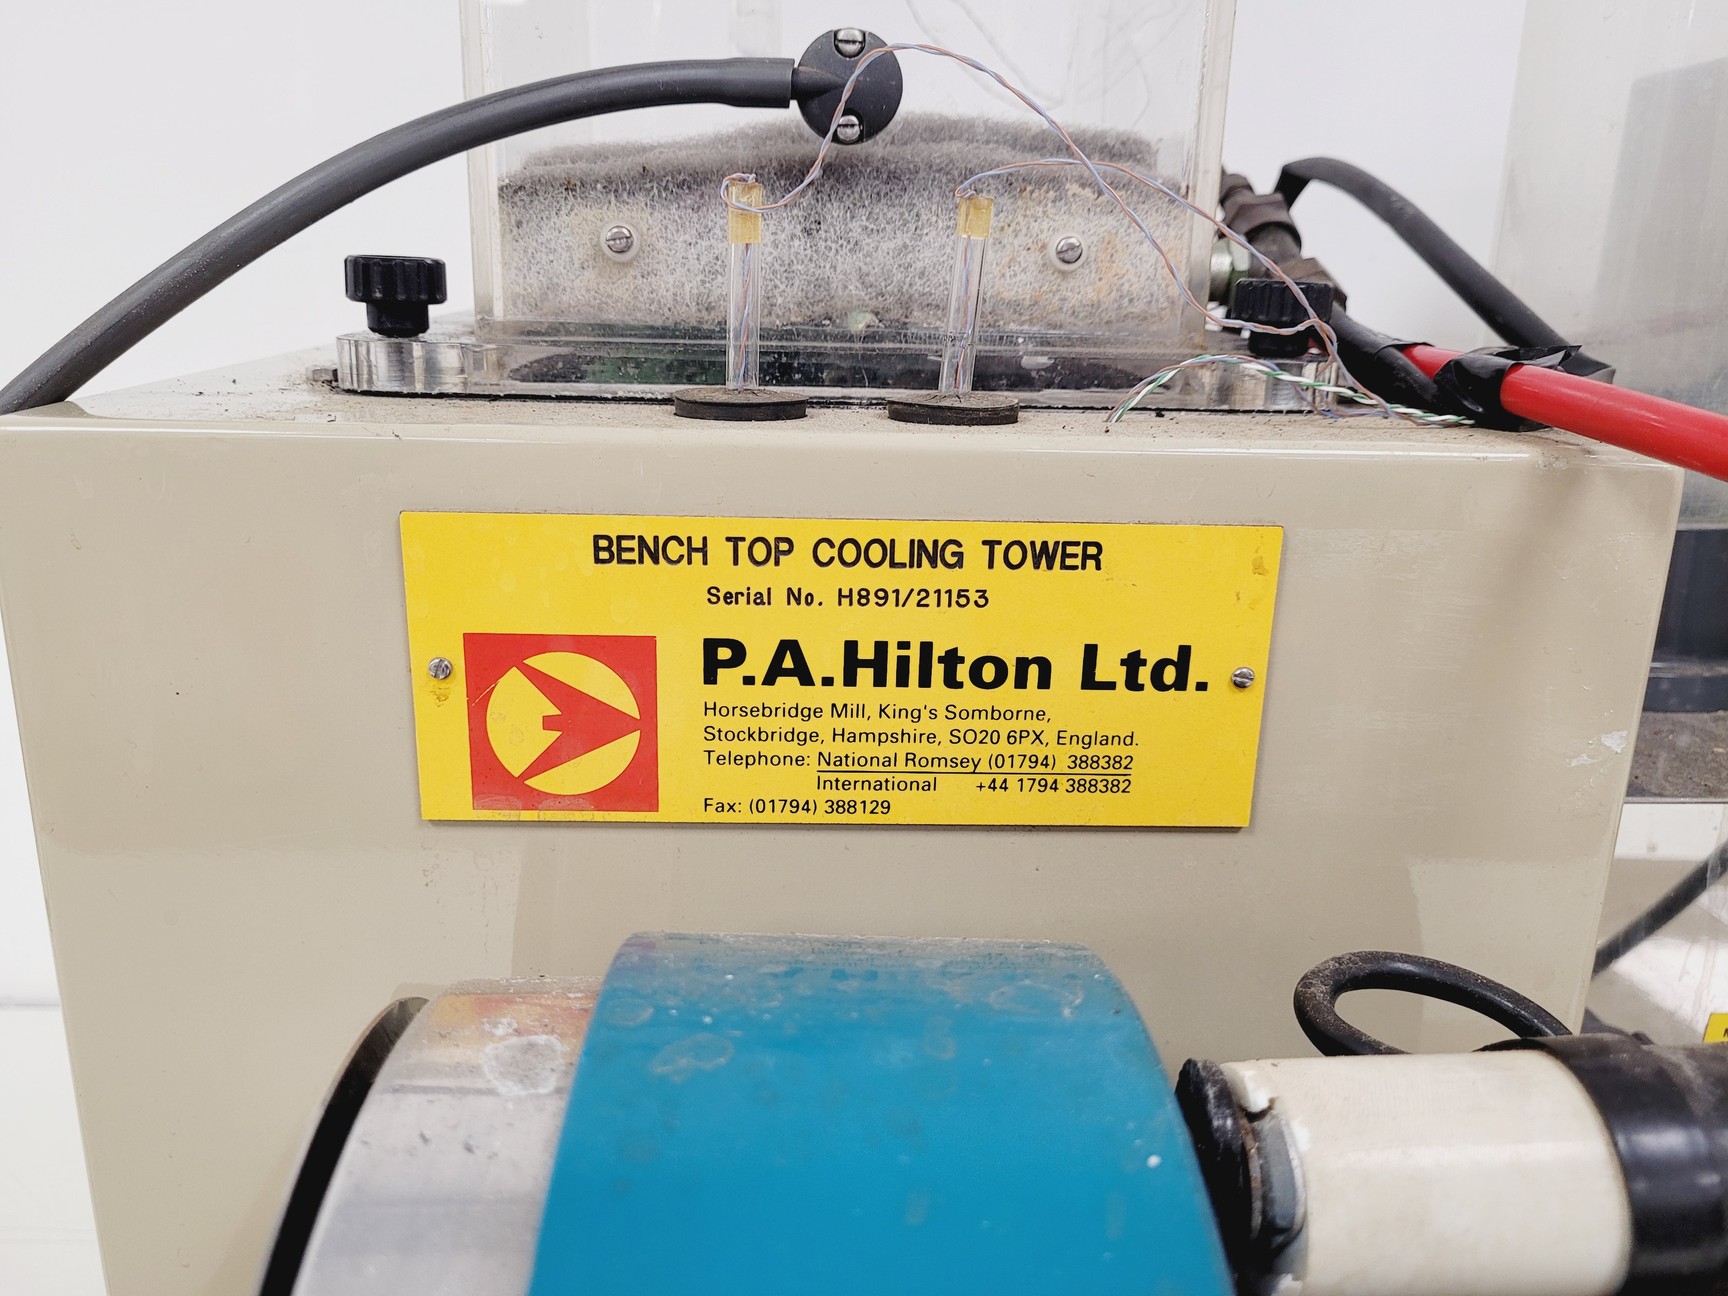 BENCH TOP COOLING TOWER
Serial No. H891/21153
P.A.Hilton Ltd.
Horsebridge Mill, King's Somborne,
Stockbridge, Hampshire, SO20 6PX, England.
Telephone: National Romsey (01794) 388382
International +44 1794 388382
Fax: (01794) 388129